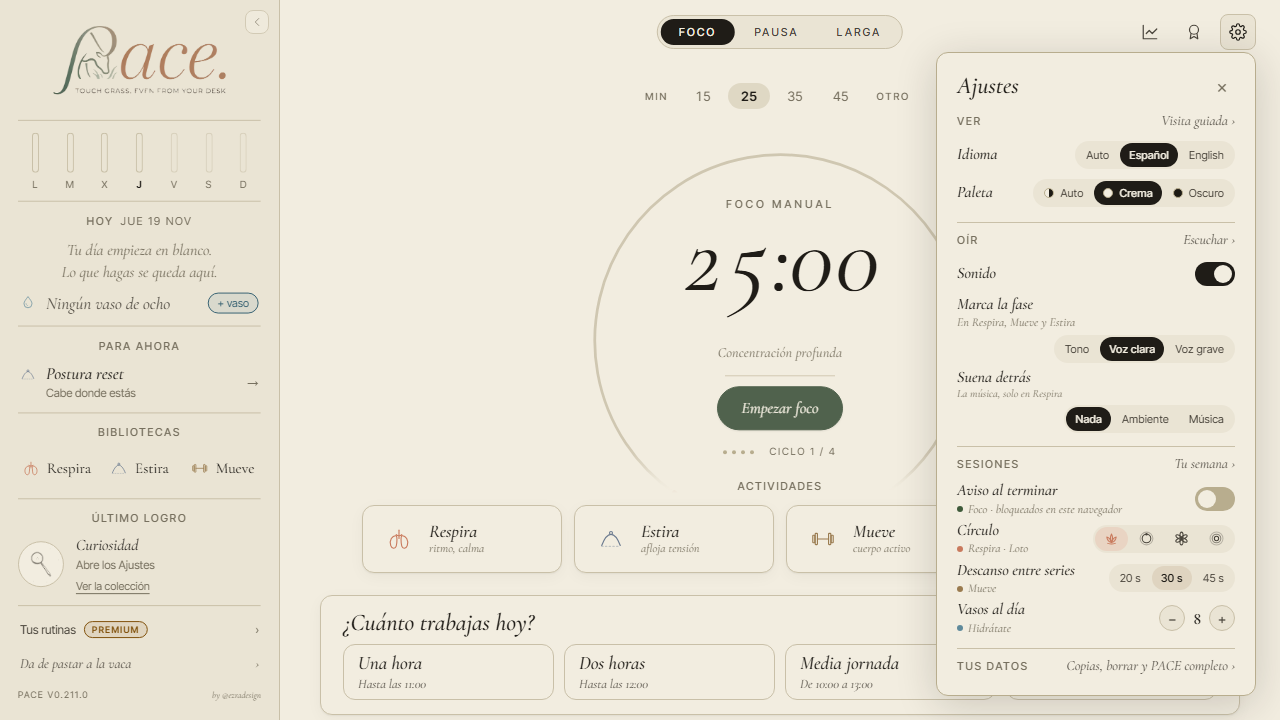 Pace.
TOUCH GRASS. EVEN FROM YOUR DESK
L M X J V S D
HOY JUE 19 NOV
Tu día empieza en blanco.
Lo que hagas se queda aquí.
Ningún vaso de ocho
+ vaso
PARA AHORA
Postura reset
Cabe donde estás
→
BIBLIOTECAS
Respira Estira Mueve
ÚLTIMO LOGRO
Curiosidad
Abre los Ajustes
Ver la colección
Tus rutinas PREMIUM ›
Da de pastar a la vaca ›
PACE V0.211.0 by @ezradesign
FOCO PAUSA LARGA
MIN 15 25 35 45 OTRO
FOCO MANUAL
25:00
Concentración profunda
Empezar foco
CICLO 1 / 4
ACTIVIDADES
Respira
ritmo, calma
Estira
afloja tensión
Mueve
cuerpo activo
¿Cuánto trabajas hoy?
Una hora
Hasta las 11:00
Dos horas
Hasta las 12:00
Media jornada
De 10:00 a 13:00
Ajustes ×
VER Visita guiada ›
Idioma Auto Español English
Paleta Auto Crema Oscuro
OÍR Escuchar ›
Sonido
Marca la fase
En Respira, Mueve y Estira
Tono Voz clara Voz grave
Suena detrás
La música, solo en Respira
Nada Ambiente Música
SESIONES Tu semana ›
Aviso al terminar
Foco · bloqueados en este navegador
Círculo
Respira · Loto
Descanso entre series
Mueve
20 s 30 s 45 s
Vasos al día
Hidrátate
− 8 +
TUS DATOS Copias, borrar y PACE completo ›